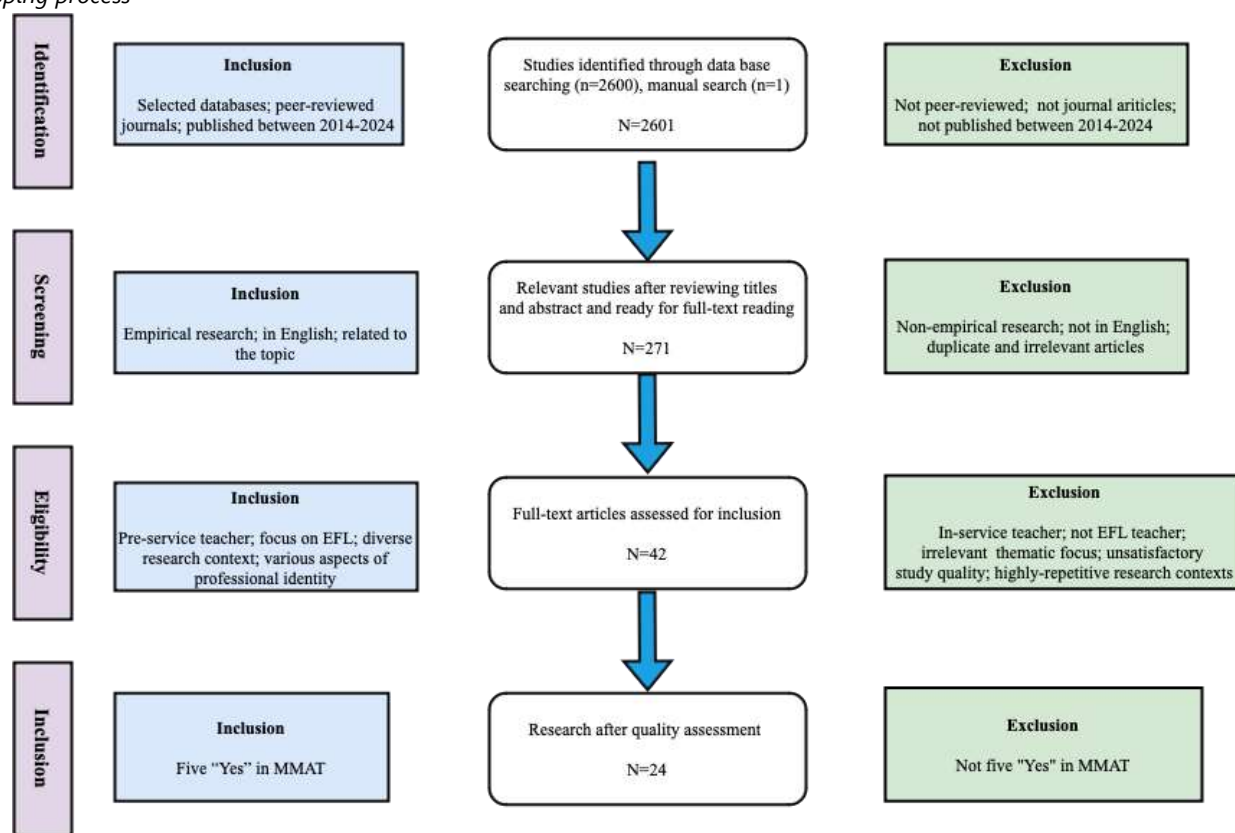 process
Identification
Inclusion
Selected databases; peer-reviewed
journals; published between 2014-2024
Studies identified through data base
searching (n=2600), manual search (n=1)
N=2601
Exclusion
Not peer-reviewed; not journal ariticles;
not published between 2014-2024
Screening
Inclusion
Empirical research; in English; related to
the topic
Relevant studies after reviewing titles
and abstract and ready for full-text reading
N=271
Exclusion
Non-empirical research; not in English;
duplicate and irrelevant articles
Eligibility
Inclusion
Pre-service teacher; focus on EFL; diverse
research context; various aspects of
professional identity
Full-text articles assessed for inclusion
N=42
Exclusion
In-service teacher; not EFL teacher;
irrelevant thematic focus; unsatisfactory
study quality; highly-repetitive research contexts
Inclusion
Inclusion
Five “Yes” in MMAT
Research after quality assessment
N=24
Exclusion
Not five "Yes" in MMAT